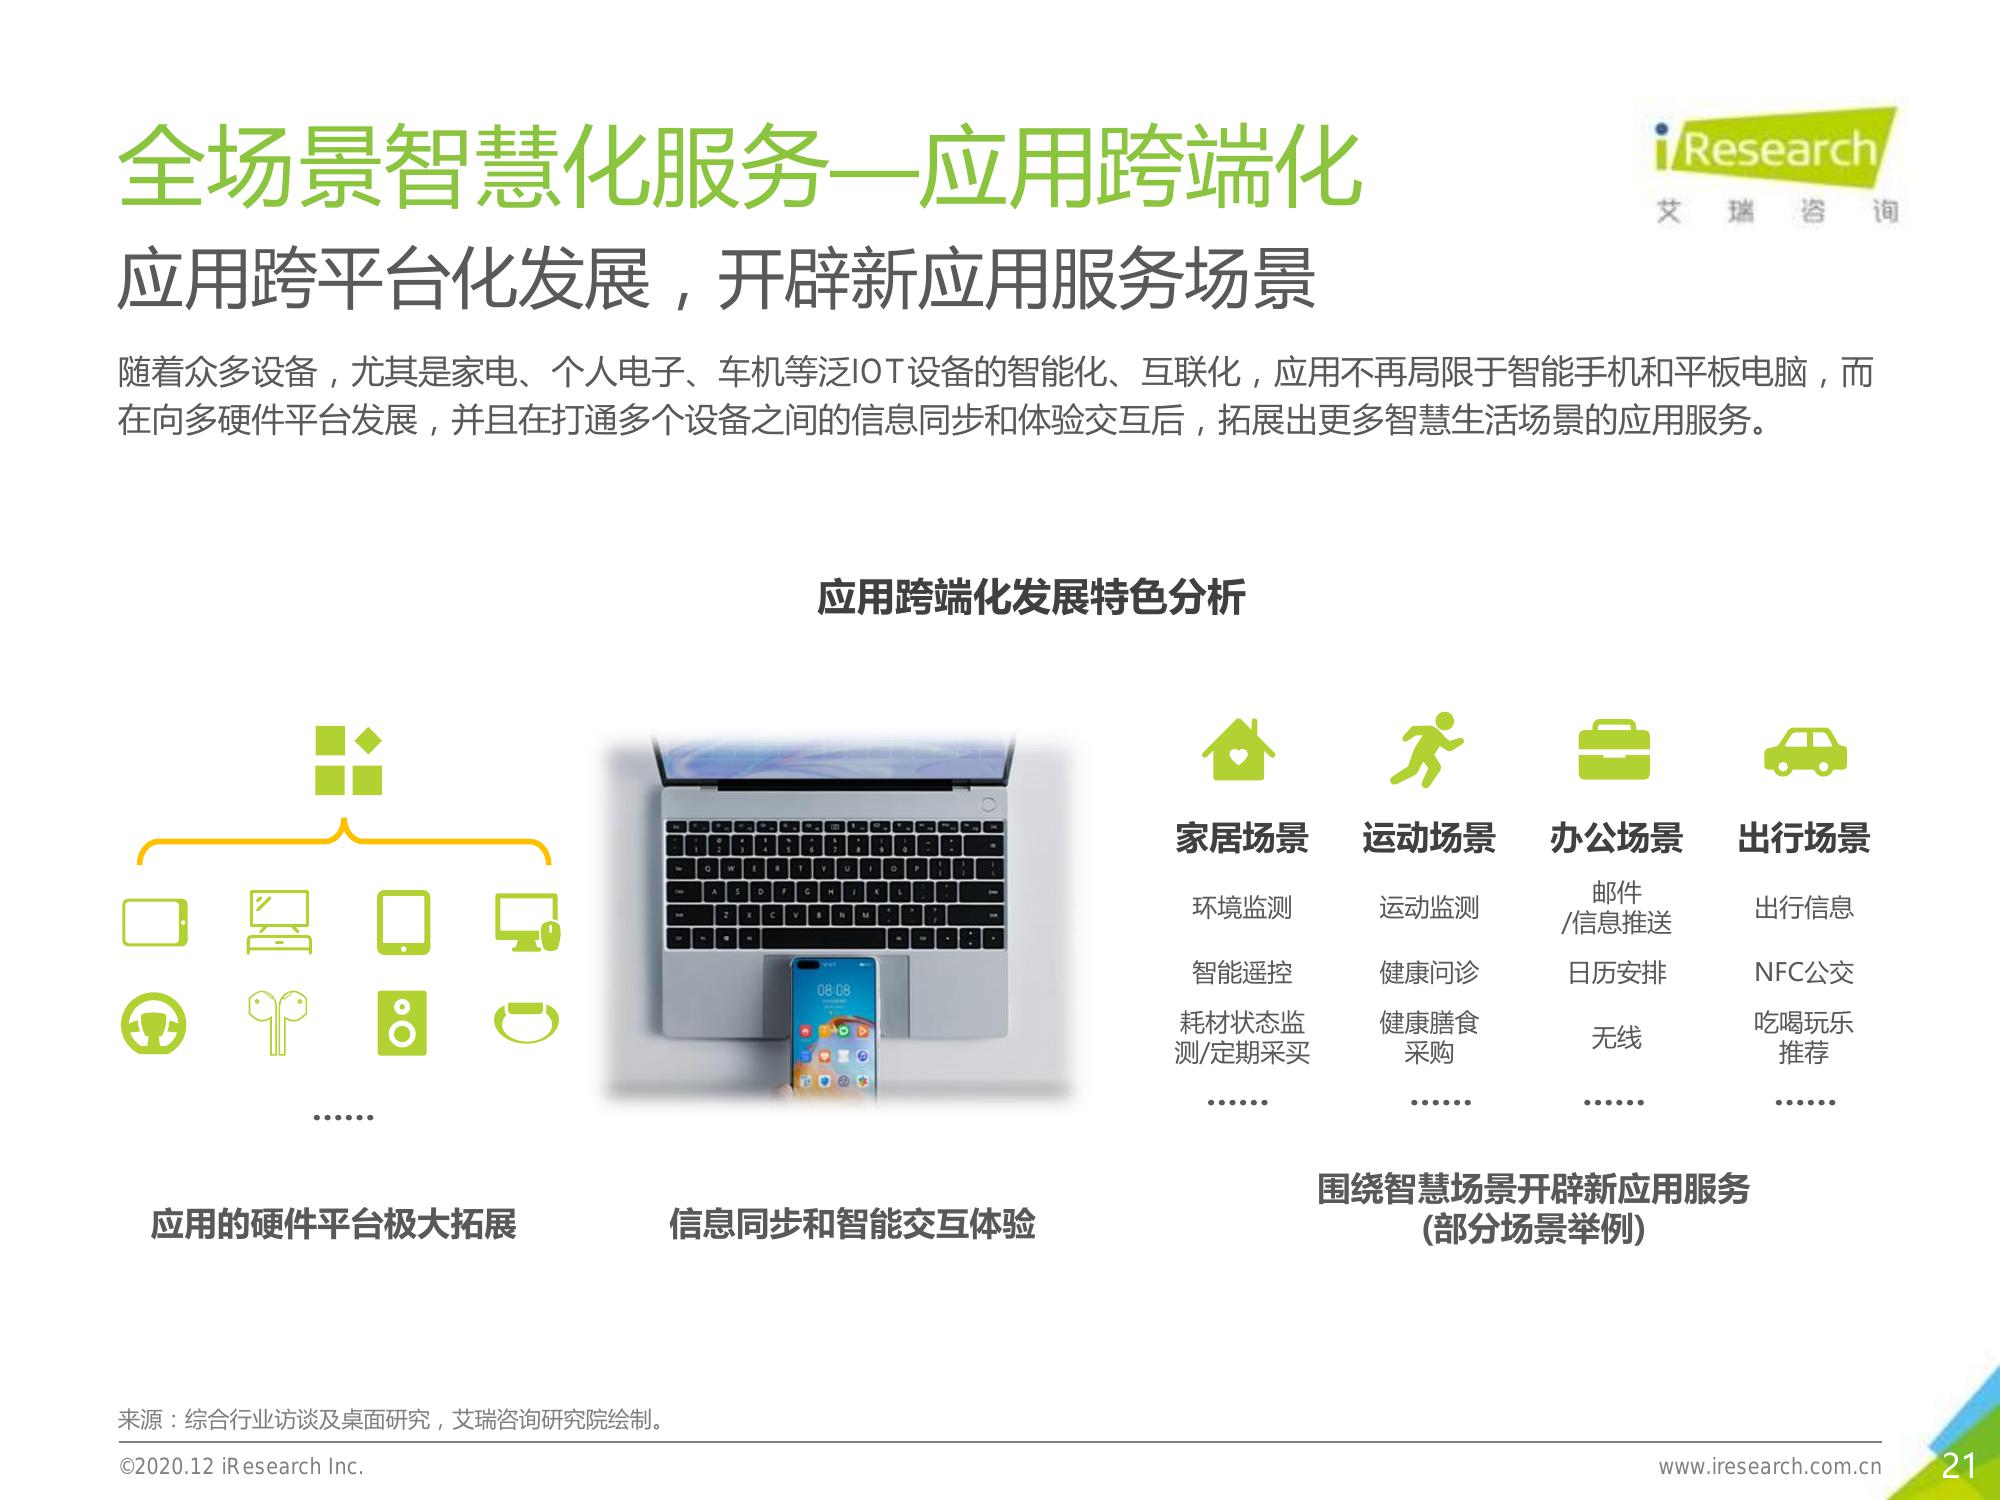 全场景智慧化服务—应用跨端化
iResearch
艾瑞咨询
应用跨平台化发展，开辟新应用服务场景
随着众多设备，尤其是家电、个人电子、车机等泛IOT设备的智能化、互联化，应用不再局限于智能手机和平板电脑，而
在向多硬件平台发展，并且在打通多个设备之间的信息同步和体验交互后，拓展出更多智慧生活场景的应用服务。
应用跨端化发展特色分析
08:08
......
应用的硬件平台极大拓展
信息同步和智能交互体验
家居场景 运动场景 办公场景 出行场景
环境监测 运动监测 邮件
/信息推送 出行信息
智能遥控 健康问诊 日历安排 NFC公交
耗材状态监
测/定期采买 健康膳食
采购 无线 吃喝玩乐
推荐
...... ...... ...... ......
围绕智慧场景开辟新应用服务
(部分场景举例)
来源：综合行业访谈及桌面研究，艾瑞咨询研究院绘制。
©2020.12 iResearch Inc.
www.iresearch.com.cn
21